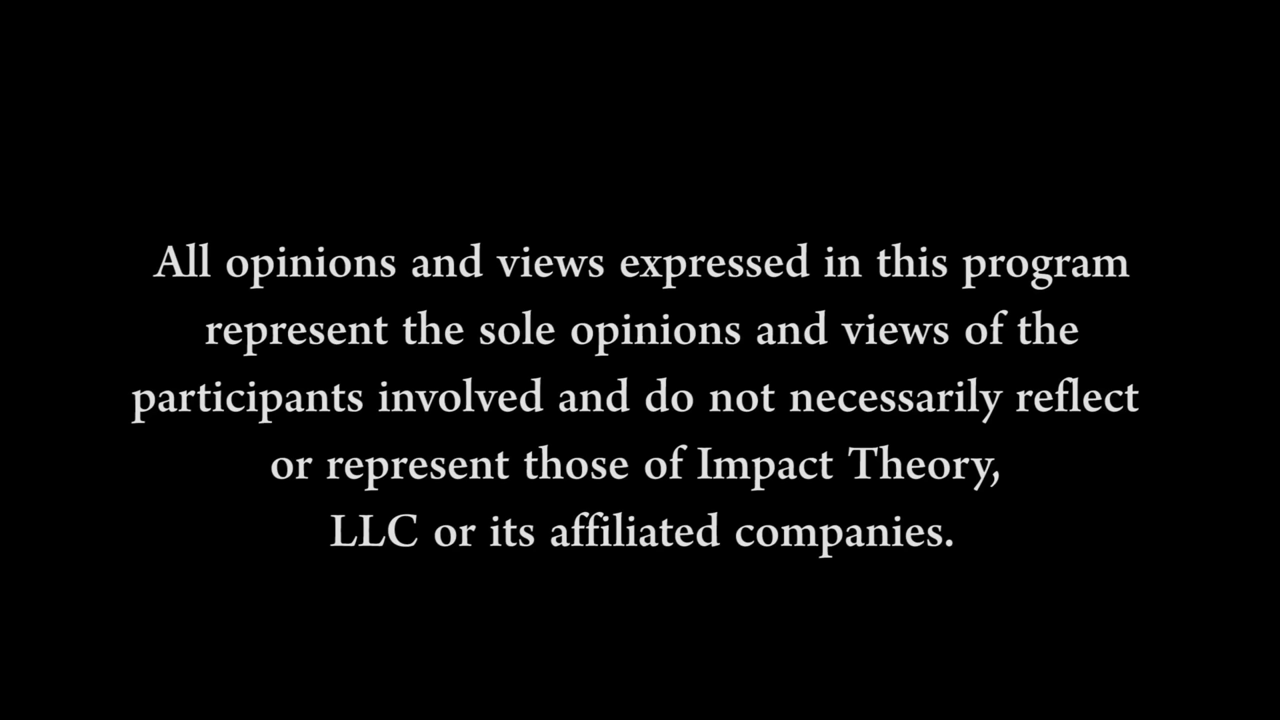 All opinions and views expressed in this program
represent the sole opinions and views of the
participants involved and do not necessarily reflect
or represent those of Impact Theory,
LLC or its affiliated companies.